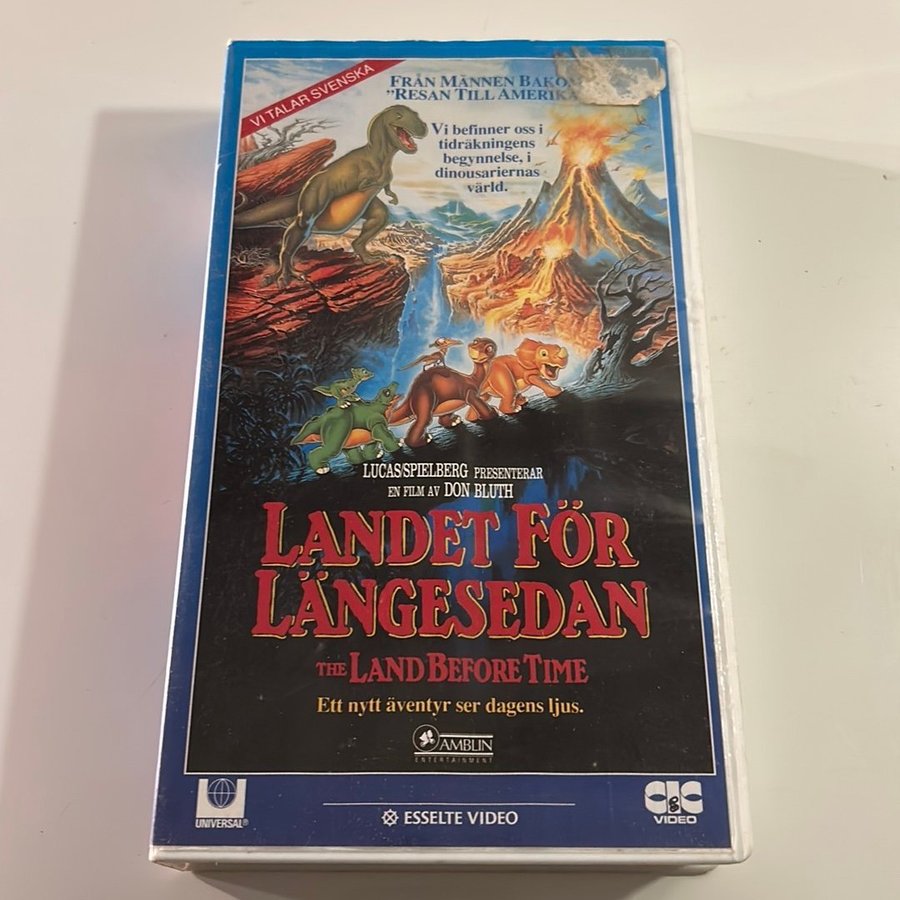 VI TALAR SVENSKA
FRÅN MÄNNEN
"RESAN TILL AMERIKA
Vi befinner oss i
tidräkningens
begynnelse, i
dinousariernas
värld.
LUCAS/SPIELBERG PRESENTERAR
EN FILM AV DON BLUTH
LANDET FÖR
LÄNGESEDAN
THE LAND BEFORE TIME
Ett nytt äventyr ser dagens ljus.
AMBLIN
ENTERTAINMENT
UNIVERSAL®
ESSELTE VIDEO
CIC
VIDEO